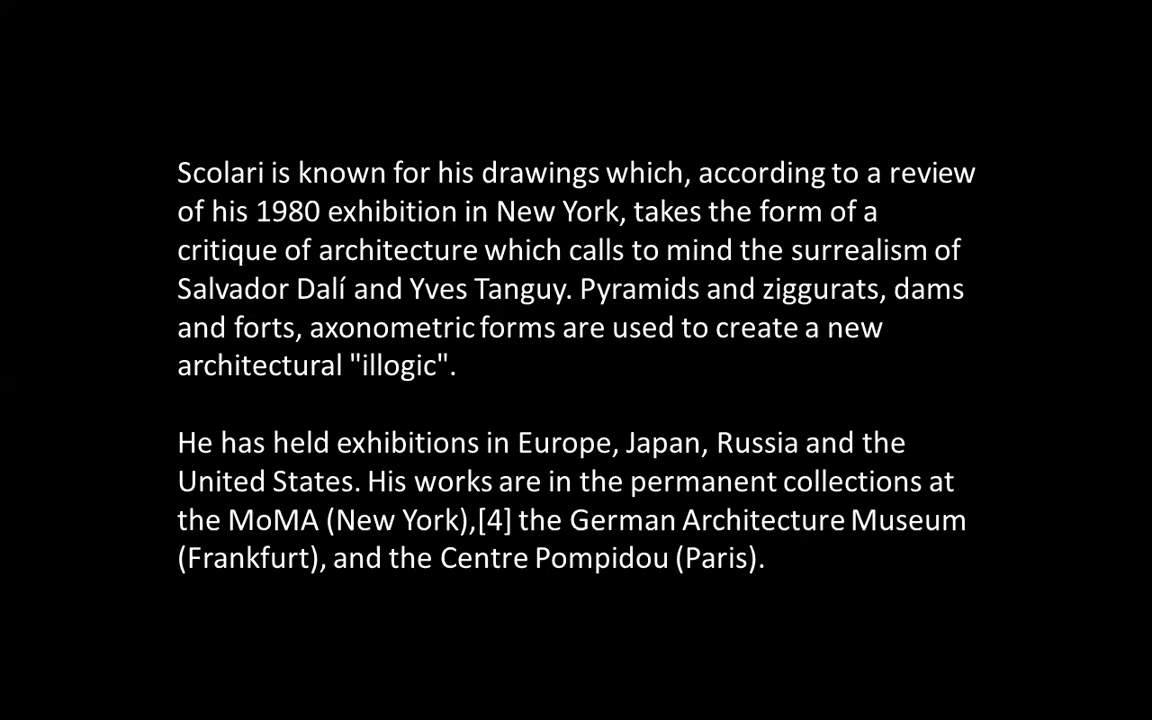 Scolari is known for his drawings which, according to a review
of his 1980 exhibition in New York, takes the form of a
critique of architecture which calls to mind the surrealism of
Salvador Dalí and Yves Tanguy. Pyramids and ziggurats, dams
and forts, axonometric forms are used to create a new
architectural "illogic".
He has held exhibitions in Europe, Japan, Russia and the
United States. His works are in the permanent collections at
the MoMA (New York),[4] the German Architecture Museum
(Frankfurt), and the Centre Pompidou (Paris).